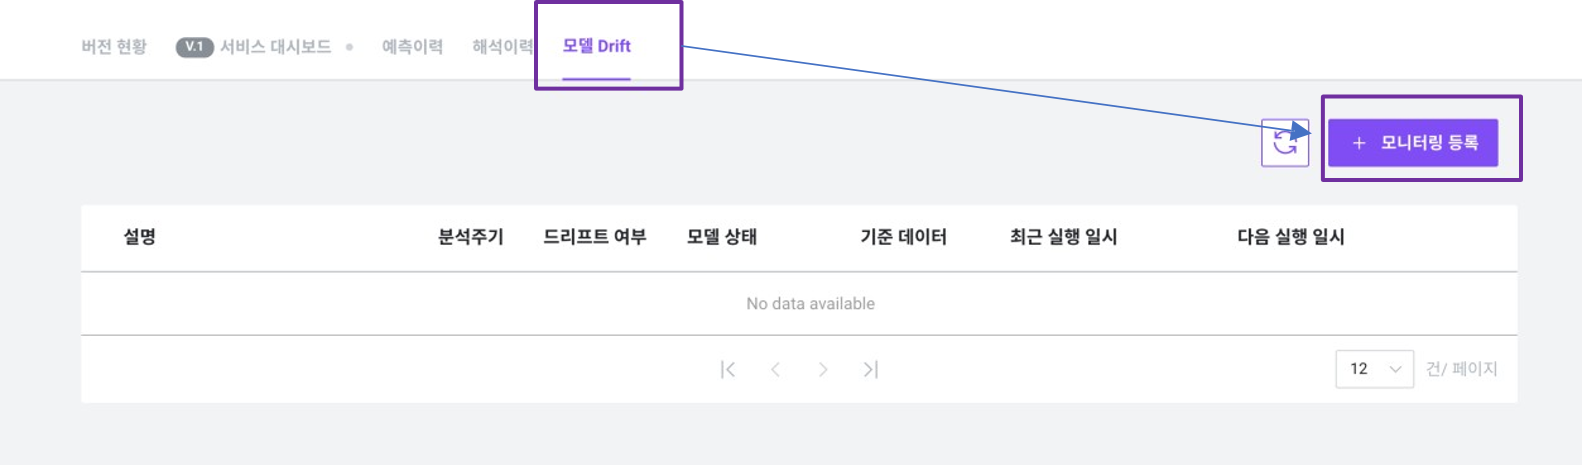 버전 현황 V.1 서비스 대시보드 예측이력 해석이력 모델 Drift
+ 모니터링 등록
설명 분석주기 드리프트 여부 모델 상태 기준 데이터 최근 실행 일시 다음 실행 일시
No data available
12 건/ 페이지